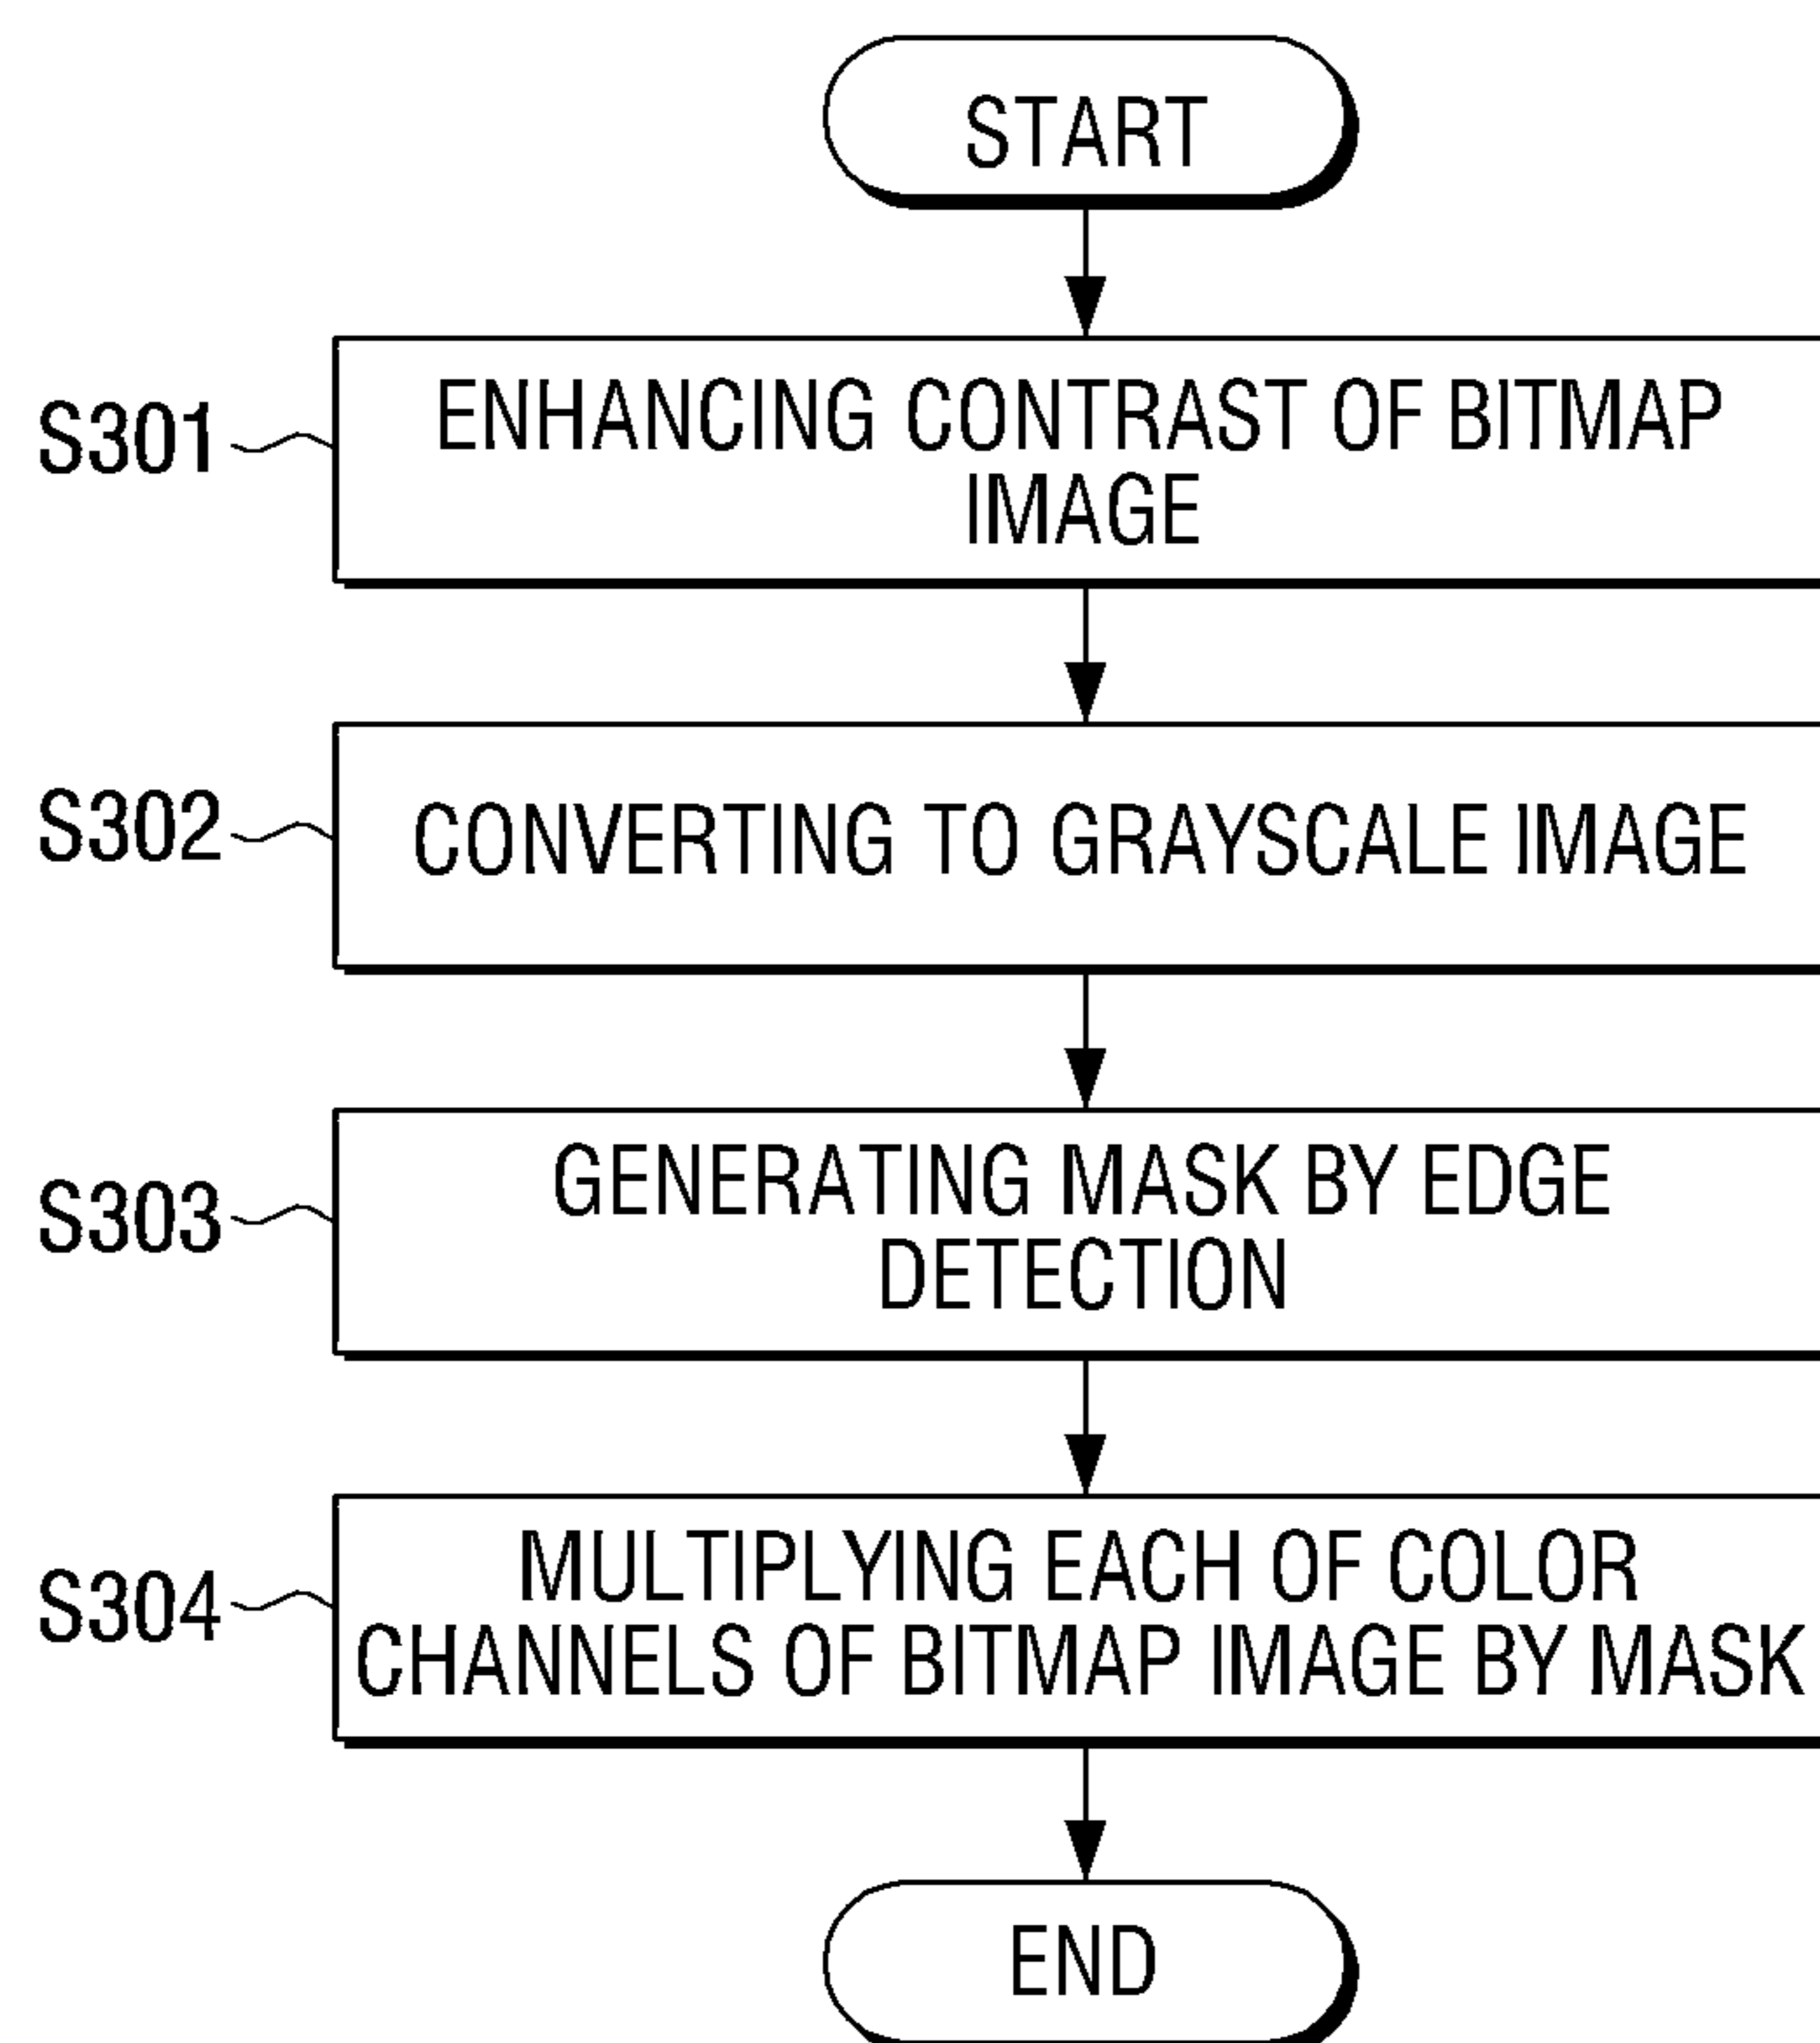 START
S301
ENHANCING CONTRAST OF BITMAP
IMAGE
S302
CONVERTING TO GRAYSCALE IMAGE
S303
GENERATING MASK BY EDGE
DETECTION
S304
MULTIPLYING EACH OF COLOR
CHANNELS OF BITMAP IMAGE BY MASK
END